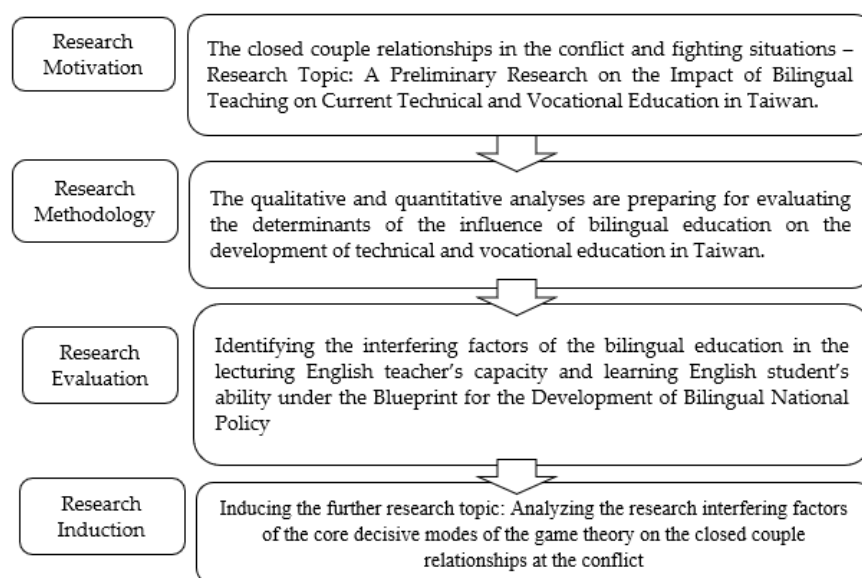 Research
Motivation
The closed couple relationships in the conflict and fighting situations –
Research Topic: A Preliminary Research on the Impact of Bilingual
Teaching on Current Technical and Vocational Education in Taiwan.
Research
Methodology
The qualitative and quantitative analyses are preparing for evaluating
the determinants of the influence of bilingual education on the
development of technical and vocational education in Taiwan.
Research
Evaluation
Identifying the interfering factors of the bilingual education in the
lecturing English teacher’s capacity and learning English student’s
ability under the Blueprint for the Development of Bilingual National
Policy
Research
Induction
Inducing the further research topic: Analyzing the research interfering factors
of the core decisive modes of the game theory on the closed couple
relationships at the conflict